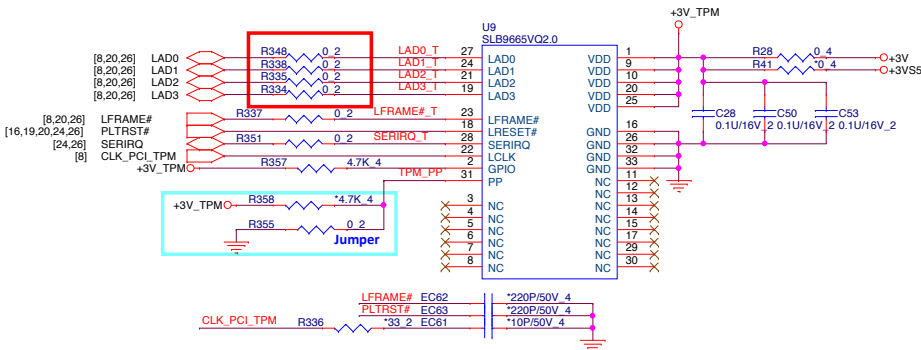 +3V_TPM
U9
SLB9665VQ2.0
[8,20,26] LAD0 R348 0_2 LAD0_T 27 LAD0 VDD 1 R28 0_4 +3V
[8,20,26] LAD1 R338 0_2 LAD1_T 24 LAD1 VDD 9 R41 *0_4 +3VS5
[8,20,26] LAD2 R335 0_2 LAD2_T 21 LAD2 VDD 10
[8,20,26] LAD3 R334 0_2 LAD3_T 19 LAD3 VDD 20
VDD 25
[8,20,26] LFRAME# R337 0_2 LFRAME#_T 23 LFRAME# C28 C50 C53
[16,19,20,24,26] PLTRST# 18 LRESET# GND 16 0.1U/16V_2 0.1U/16V_2 0.1U/16V_2
[24,26] SERIRQ R351 0_2 SERIRQ_T 28 SERIRQ GND 26
[8] CLK_PCI_TPM 22 LCLK GND 32
+3V_TPM R357 4.7K_4 2 GPIO GND 33
TPM_PP 31 PP NC 11
NC 12
+3V_TPM R358 *4.7K_4 3 NC NC 13
4 NC NC 14
R355 0_2 5 NC NC 15
Jumper 6 NC NC 17
7 NC NC 29
8 NC NC 30
LFRAME# EC62 *220P/50V_4
PLTRST# EC63 *220P/50V_4
CLK_PCI_TPM R336 *33_2 EC61 *10P/50V_4